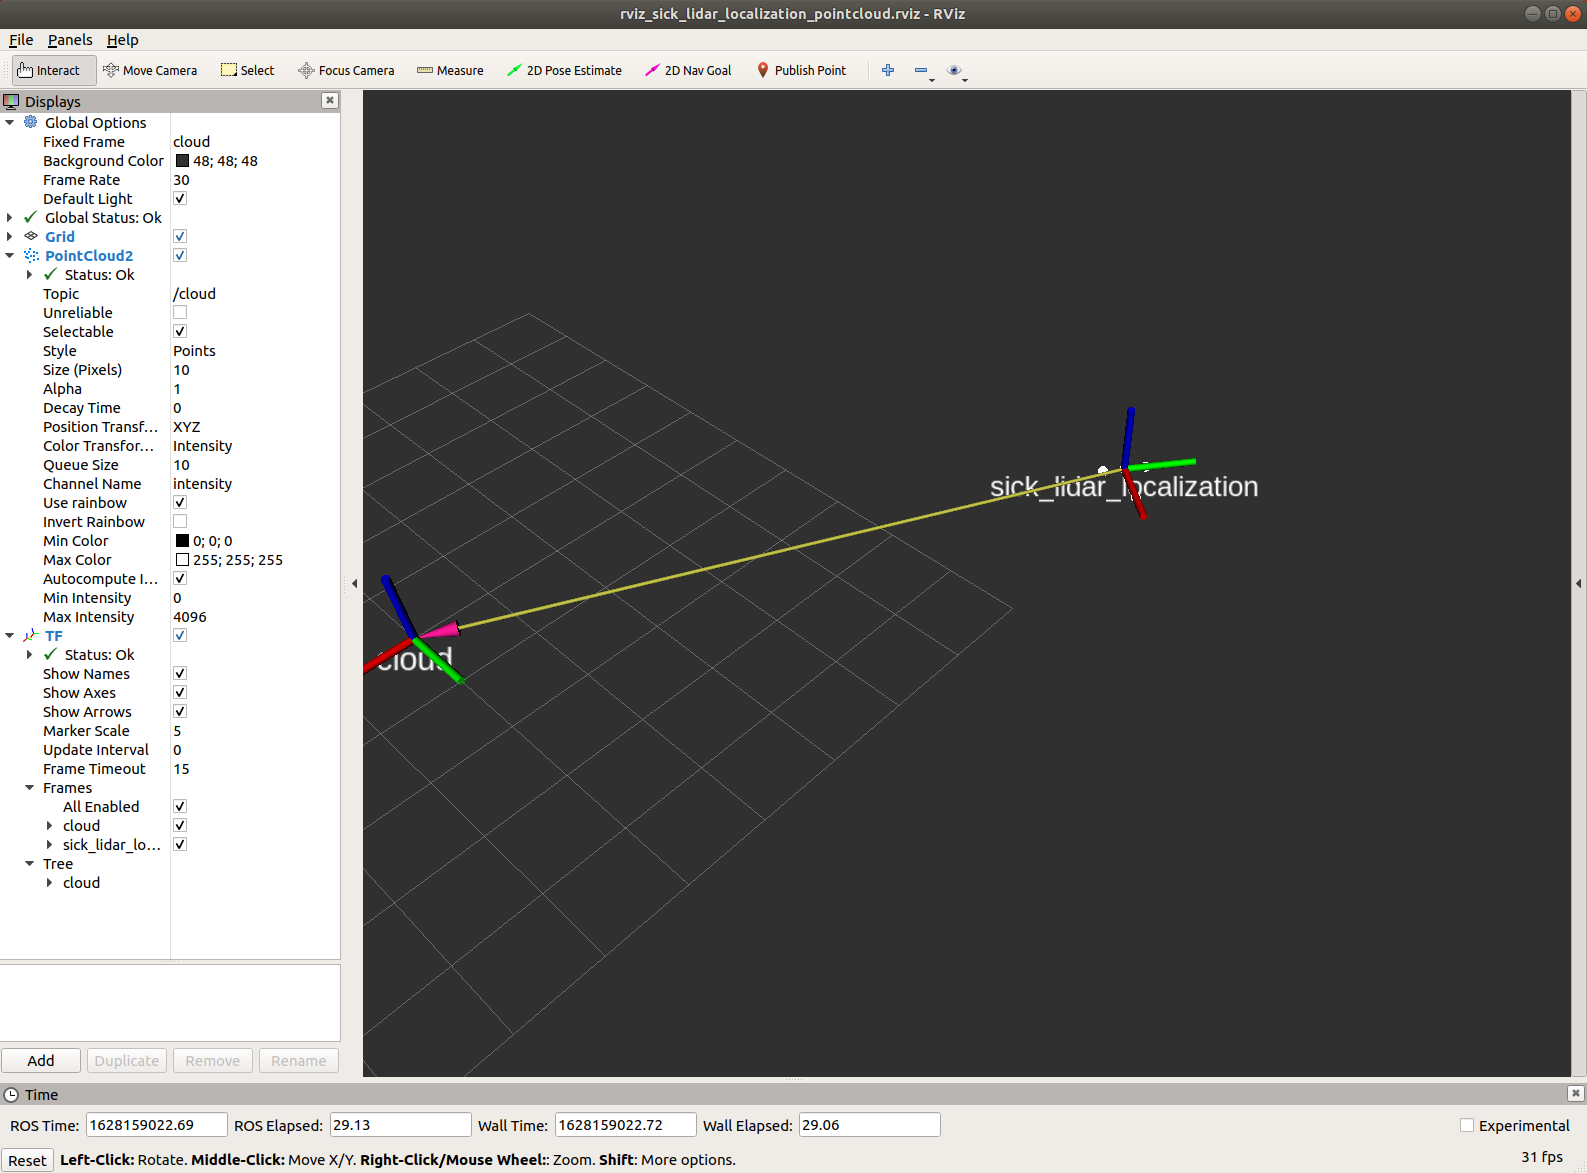 rviz_sick_lidar_localization_pointcloud.rviz - RViz
File Panels Help
Interact Move Camera Select Focus Camera Measure 2D Pose Estimate 2D Nav Goal Publish Point
Displays
Global Options
Fixed Frame cloud
Background Color 48; 48; 48
Frame Rate 30
Default Light
Global Status: Ok
Grid
PointCloud2
Status: Ok
Topic /cloud
Unreliable
Selectable
Style Points
Size (Pixels) 10
Alpha 1
Decay Time 0
Position Transf... XYZ
Color Transfor... Intensity
Queue Size 10
Channel Name intensity
Use rainbow
Invert Rainbow
Min Color 0; 0; 0
Max Color 255; 255; 255
Autocompute I...
Min Intensity 0
Max Intensity 4096
TF
Status: Ok
Show Names
Show Axes
Show Arrows
Marker Scale 5
Update Interval 0
Frame Timeout 15
Frames
All Enabled
cloud
sick_lidar_lo...
Tree
cloud
Add Duplicate Remove Rename
sick_lidar_localization
cloud
Time
ROS Time: 1628159022.69 ROS Elapsed: 29.13 Wall Time: 1628159022.72 Wall Elapsed: 29.06 Experimental
Reset Left-Click: Rotate. Middle-Click: Move X/Y. Right-Click/Mouse Wheel:: Zoom. Shift: More options. 31 fps